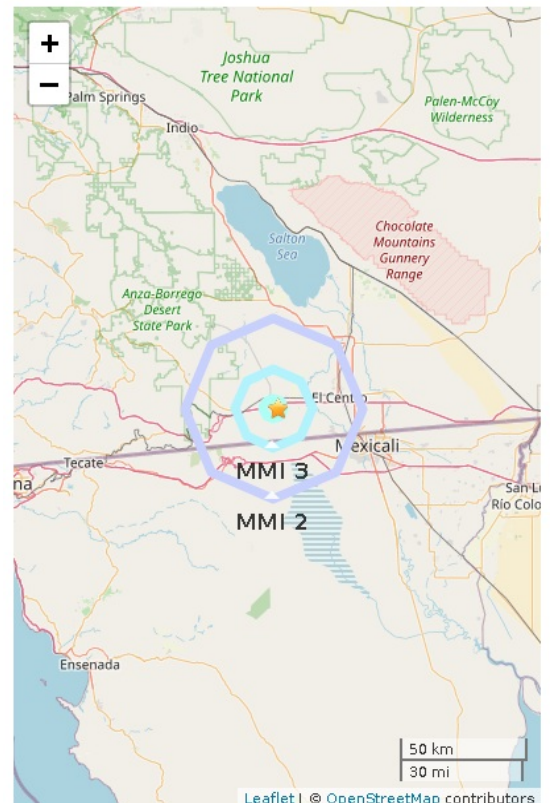 +
−
Joshua
Tree National
Park
Palm Springs
Indio
Palen-McCoy
Wilderness
Salton
Sea
Chocolate
Mountains
Gunnery
Range
Anza-Borrego
Desert
State Park
El Centro
Mexicali
Tecate
na
MMI 3
MMI 2
San L
Río Colo
Ensenada
50 km
30 mi
Leaflet | © OpenStreetMap contributors